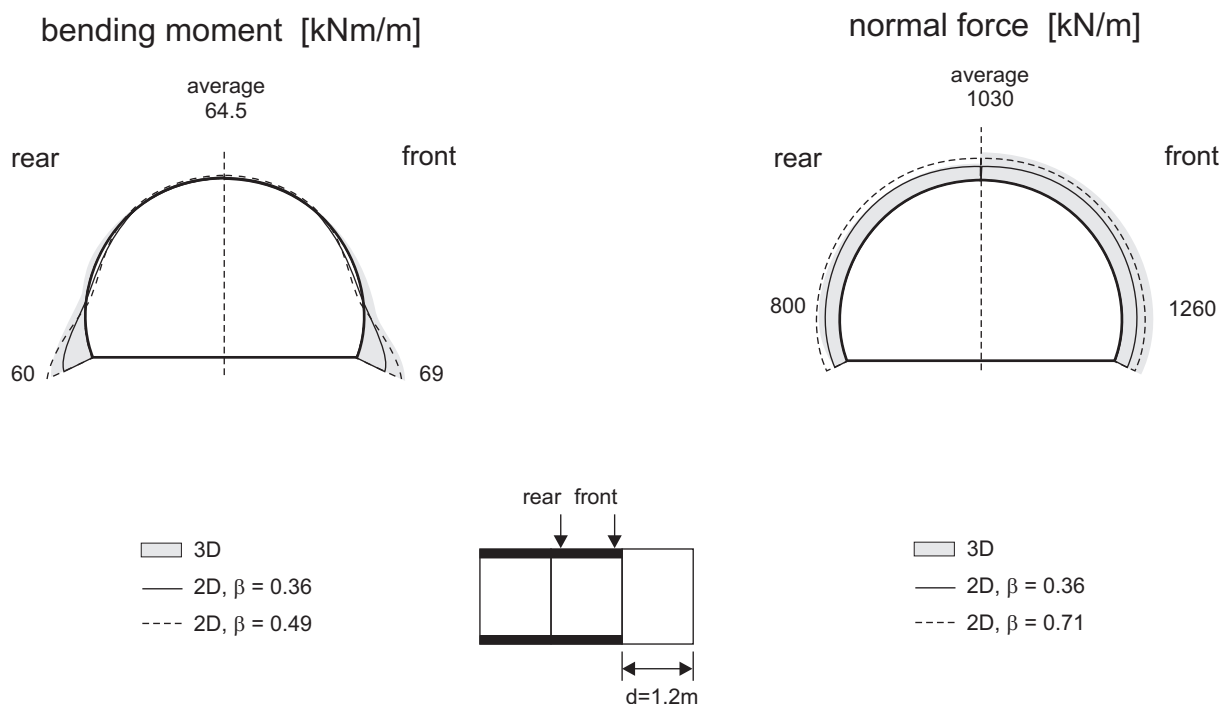 bending moment [kNm/m]
average
64.5
rear
front
60
69
normal force [kN/m]
average
1030
rear
front
800
1260
rear front
d=1.2m
3D
2D, β = 0.36
2D, β = 0.49
3D
2D, β = 0.36
2D, β = 0.71